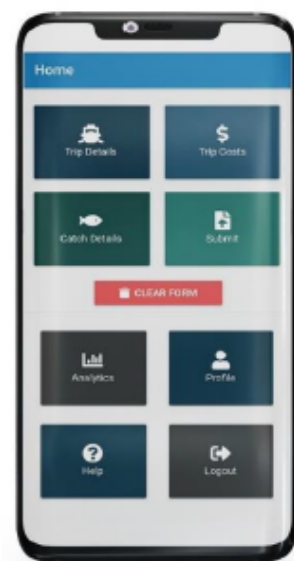 Home
Trip Details
Trip Costs
Catch Details
Submit
CLEAR FORM
Analytics
Profile
Help
Logout